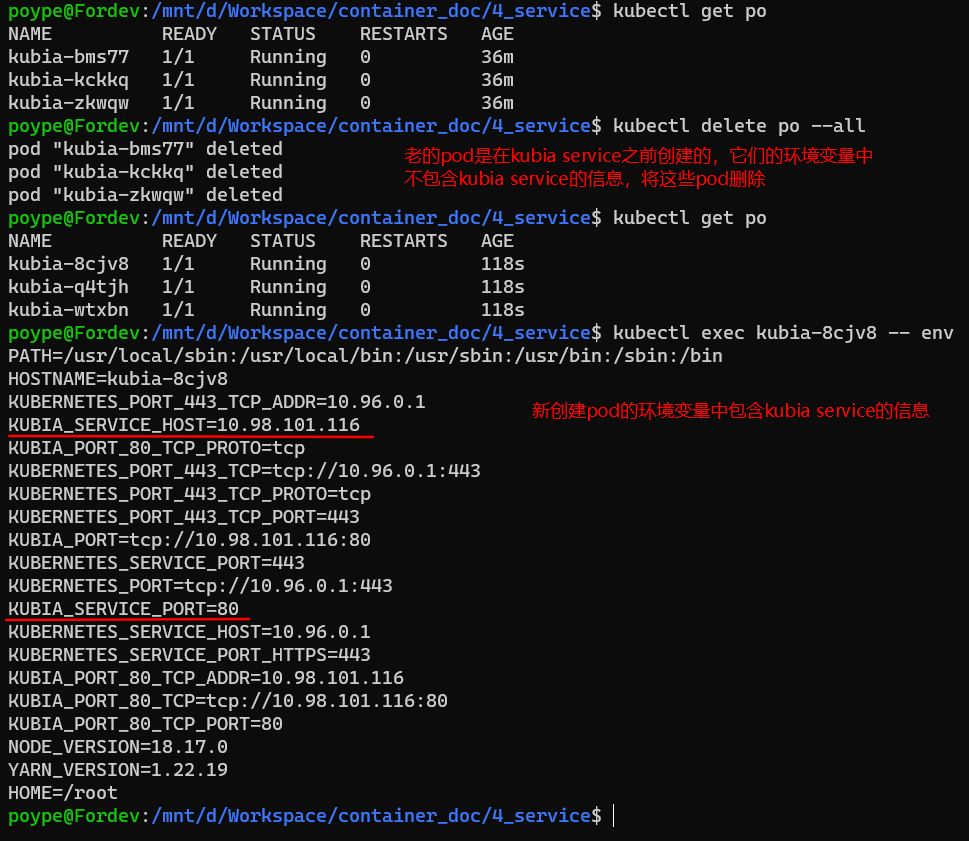 poype@Fordev:/mnt/d/Workspace/container_doc/4_service$ kubectl get po
NAME READY STATUS RESTARTS AGE
kubia-bms77 1/1 Running 0 36m
kubia-kckkq 1/1 Running 0 36m
kubia-zkwqw 1/1 Running 0 36m
poype@Fordev:/mnt/d/Workspace/container_doc/4_service$ kubectl delete po --all
pod "kubia-bms77" deleted
老的pod是在kubia service之前创建的，它们的环境变量中
pod "kubia-kckkq" deleted
不包含kubia service的信息，将这些pod删除
pod "kubia-zkwqw" deleted
poype@Fordev:/mnt/d/Workspace/container_doc/4_service$ kubectl get po
NAME READY STATUS RESTARTS AGE
kubia-8cjv8 1/1 Running 0 118s
kubia-q4tjh 1/1 Running 0 118s
kubia-wtxbn 1/1 Running 0 118s
poype@Fordev:/mnt/d/Workspace/container_doc/4_service$ kubectl exec kubia-8cjv8 -- env
PATH=/usr/local/sbin:/usr/local/bin:/usr/sbin:/usr/bin:/sbin:/bin
HOSTNAME=kubia-8cjv8
KUBERNETES_PORT_443_TCP_ADDR=10.96.0.1
新创建pod的环境变量中包含kubia service的信息
KUBIA_SERVICE_HOST=10.98.101.116
KUBIA_PORT_80_TCP_PROTO=tcp
KUBERNETES_PORT_443_TCP=tcp://10.96.0.1:443
KUBERNETES_PORT_443_TCP_PROTO=tcp
KUBERNETES_PORT_443_TCP_PORT=443
KUBIA_PORT=tcp://10.98.101.116:80
KUBERNETES_SERVICE_PORT=443
KUBERNETES_PORT=tcp://10.96.0.1:443
KUBIA_SERVICE_PORT=80
KUBERNETES_SERVICE_HOST=10.96.0.1
KUBERNETES_SERVICE_PORT_HTTPS=443
KUBIA_PORT_80_TCP_ADDR=10.98.101.116
KUBIA_PORT_80_TCP=tcp://10.98.101.116:80
KUBIA_PORT_80_TCP_PORT=80
NODE_VERSION=18.17.0
YARN_VERSION=1.22.19
HOME=/root
poype@Fordev:/mnt/d/Workspace/container_doc/4_service$